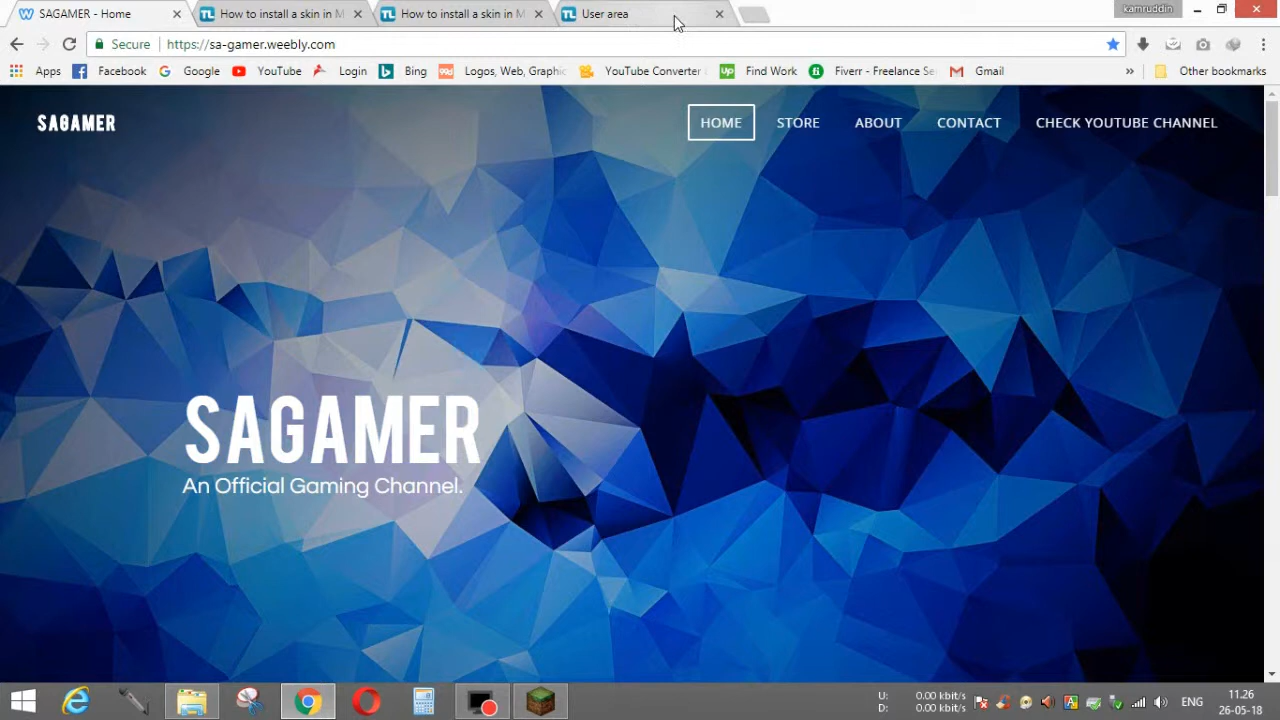 SAGAMER - Home
How to install a skin in M
How to install a skin in M
User area
kamruddin
Secure
https://sa-gamer.weebly.com
Apps
Facebook
Google
YouTube
Login
Bing
Logos, Web, Graphic
YouTube Converter
Up
Find Work
fi
Fiverr - Freelance Se
Gmail
»
Other bookmarks
SAGAMER
HOME
STORE
ABOUT
CONTACT
CHECK YOUTUBE CHANNEL
SAGAMER
An Official Gaming Channel.
U: 0.00 kbit/s
D: 0.00 kbit/s
ENG
11.26
26-05-18